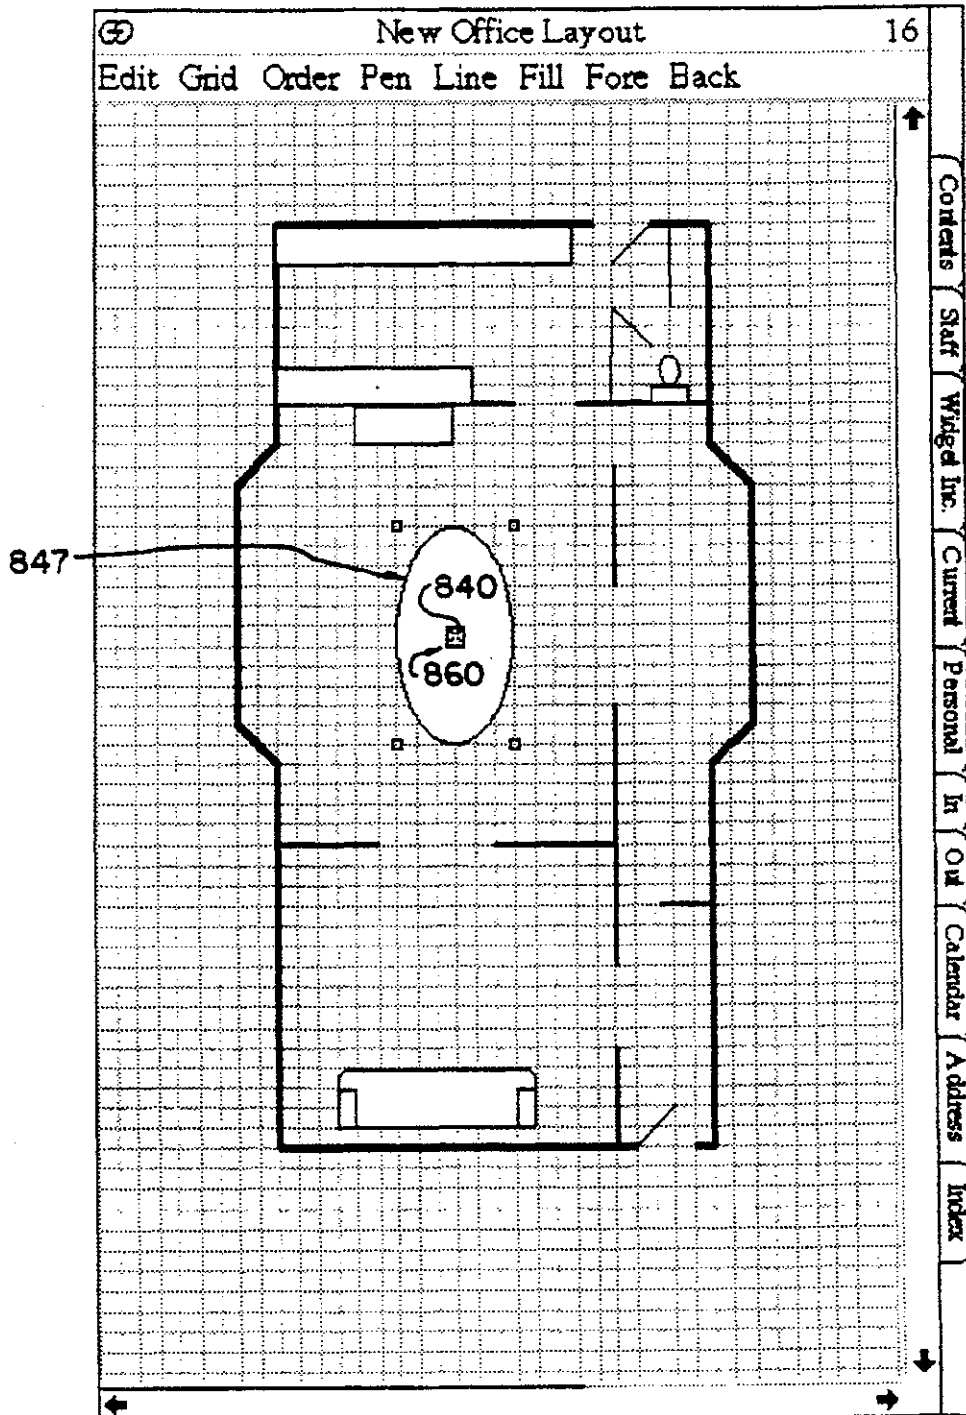 New Office Layout 16
Edit Grid Order Pen Line Fill Fore Back
Contents
Staff
Widget Inc.
Current
Personal
In
Out
Calendar
Address
Index
847
840
860